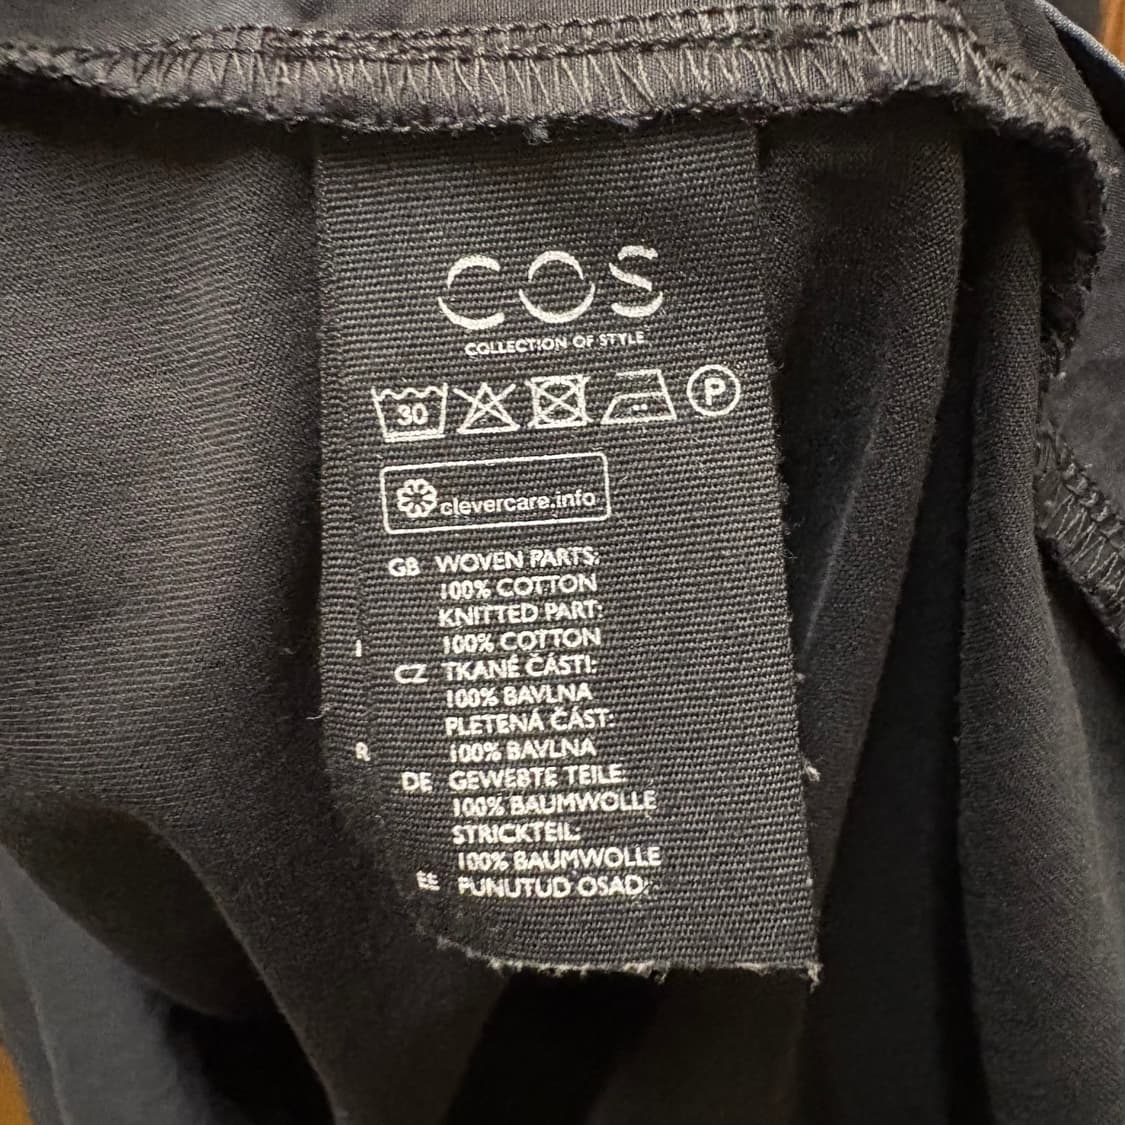 COS
COLLECTION OF STYLE
30 P
clevercare.info
GB WOVEN PARTS:
100% COTTON
KNITTED PART:
100% COTTON
CZ TKANÉ ČÁSTI:
100% BAVLNA
PLETENÁ ČÁST:
100% BAVLNA
DE GEWEBTE TEILE:
100% BAUMWOLLE
STRICKTEIL:
100% BAUMWOLLE
EE PUNUTUD OSAD:
I
R